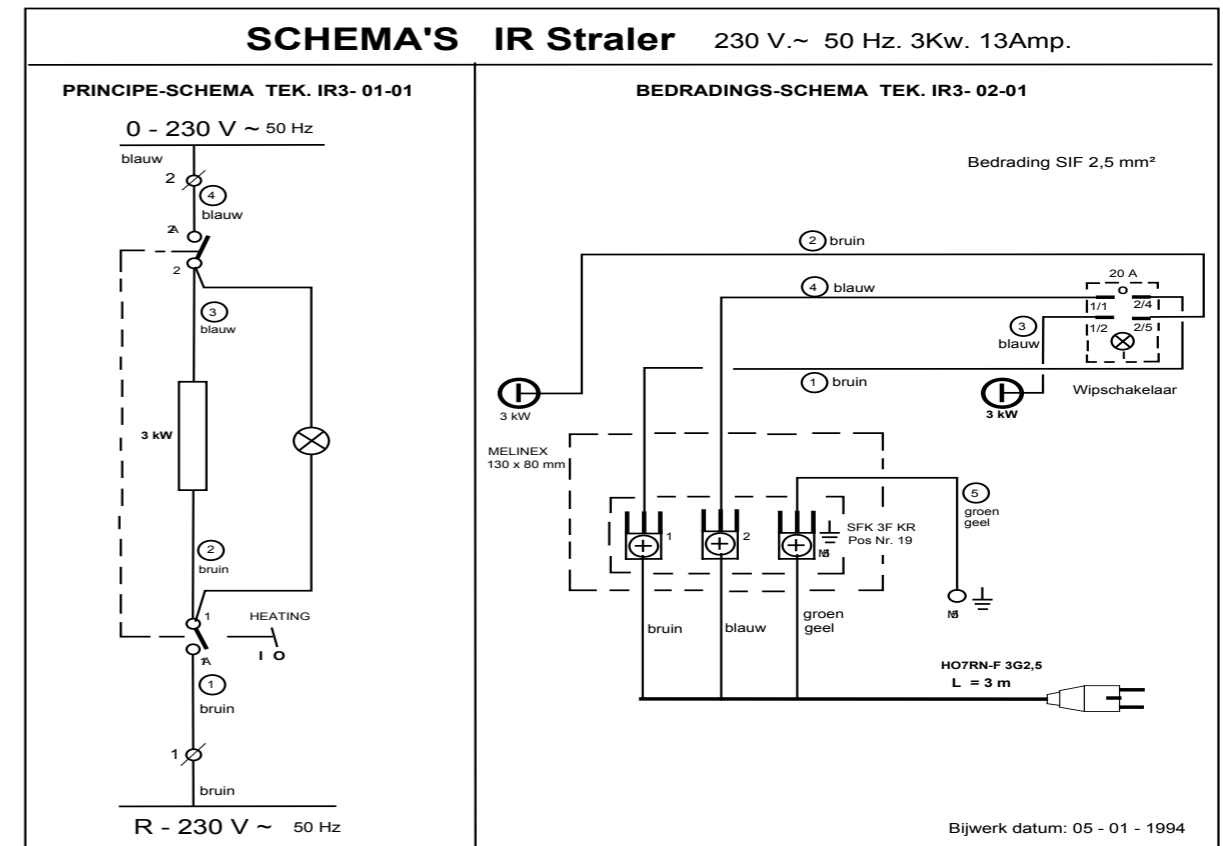 SCHEMA'S IR Straler 230 V.~ 50 Hz. 3Kw. 13Amp.
PRINCIPE-SCHEMA TEK. IR3- 01-01
0 - 230 V ~ 50 Hz
blauw
2
4
blauw
2A
2
3
blauw
3 kW
2
bruin
1
HEATING
I O
1A
1
bruin
1
bruin
R - 230 V ~ 50 Hz
BEDRADINGS-SCHEMA TEK. IR3- 02-01
Bedrading SIF 2,5 mm²
2 bruin
20 A
4 blauw
1/1 2/4
3
blauw
1/2 2/5
1 bruin
Wipschakelaar
3 kW
3 kW
MELINEX
130 x 80 mm
5
groen
geel
1
2
SFK 3F KR
Pos Nr. 19
M5
M5
bruin
blauw
groen
geel
HO7RN-F 3G2,5
L = 3 m
Bijwerk datum: 05 - 01 - 1994